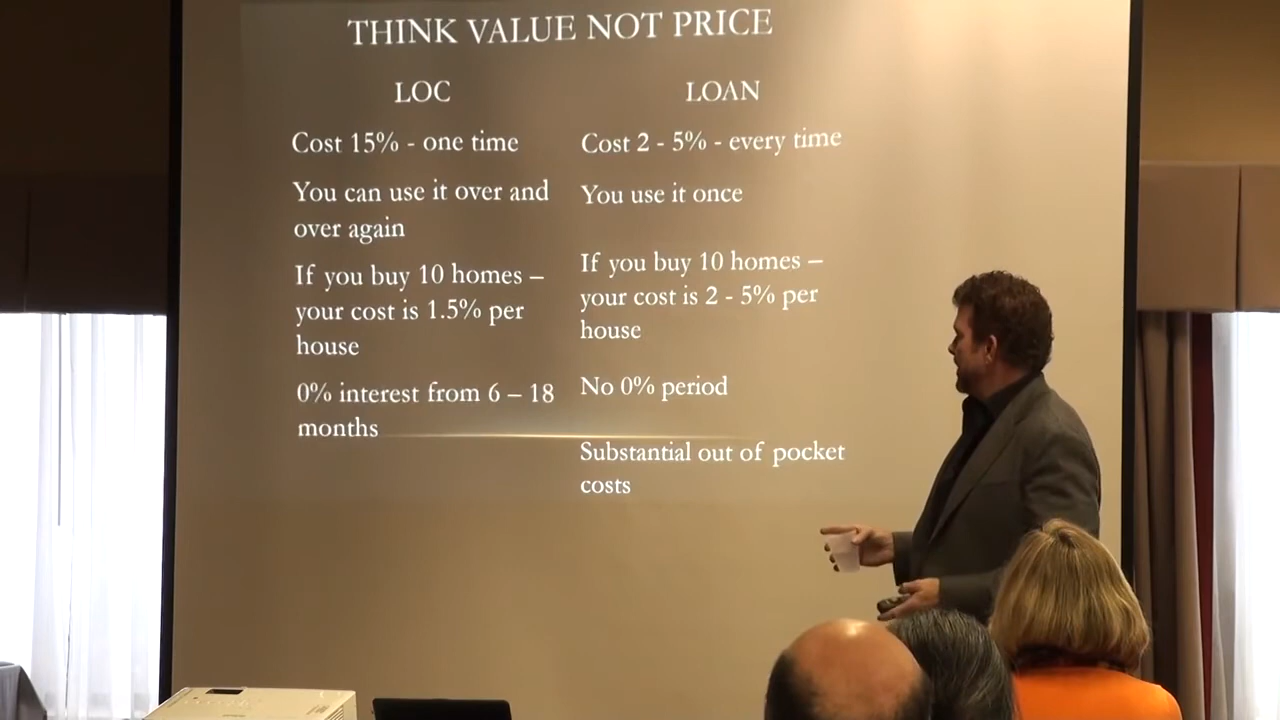 THINK VALUE NOT PRICE
LOC
Cost 15% - one time
You can use it over and
over again
If you buy 10 homes –
your cost is 1.5% per
house
0% interest from 6 – 18
months
LOAN
Cost 2 - 5% - every time
You use it once
If you buy 10 homes –
your cost is 2 - 5% per
house
No 0% period
Substantial out of pocket
costs